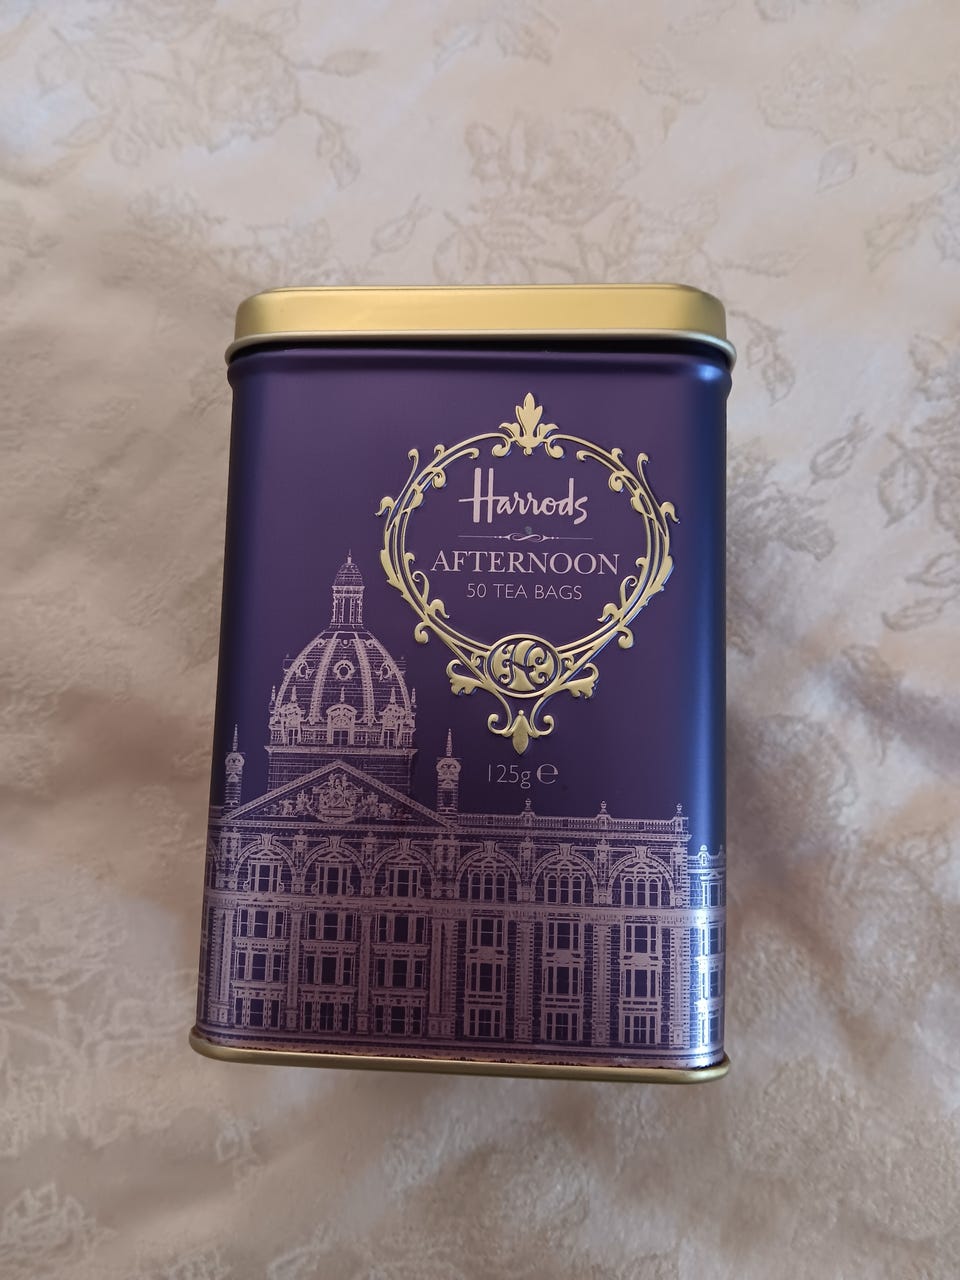 Harrods
AFTERNOON
50 TEA BAGS
125g ℮